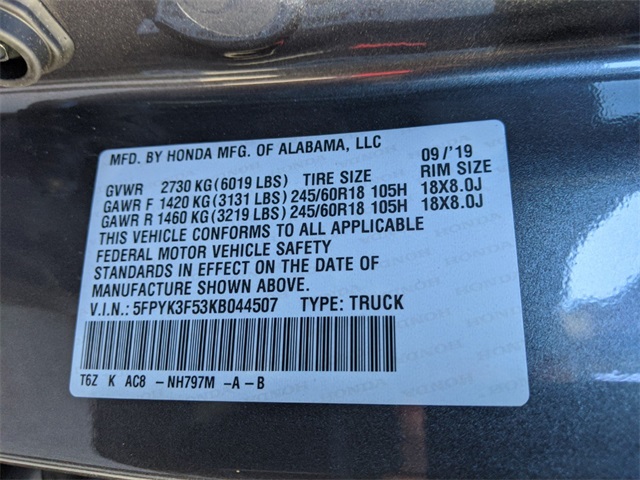 MFD. BY HONDA MFG. OF ALABAMA, LLC 09/'19
GVWR 2730 KG(6019 LBS) TIRE SIZE RIM SIZE
GAWR F 1420 KG(3131 LBS)245/60R18 105H 18X8.0J
GAWR R 1460 KG(3219 LBS)245/60R18 105H 18X8.0J
THIS VEHICLE CONFORMS TO ALL APPLICABLE
FEDERAL MOTOR VEHICLE SAFETY
STANDARDS IN EFFECT ON THE DATE OF
MANUFACTURE SHOWN ABOVE.
V.I.N.: 5FPYK3F53KB044507 TYPE: TRUCK
T6Z K AC8 -NH797M -A-B